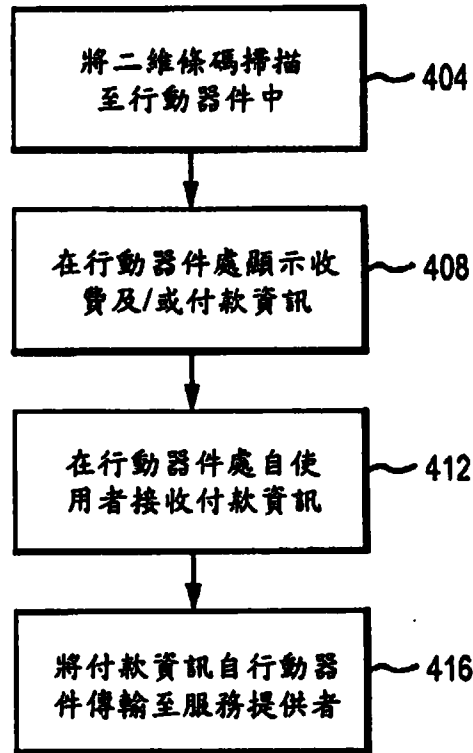 將二維條碼掃描
至行動器件中
404
在行動器件處顯示收
費及/或付款資訊
408
在行動器件處自使
用者接收付款資訊
412
將付款資訊自行動器
件傳輸至服務提供者
416